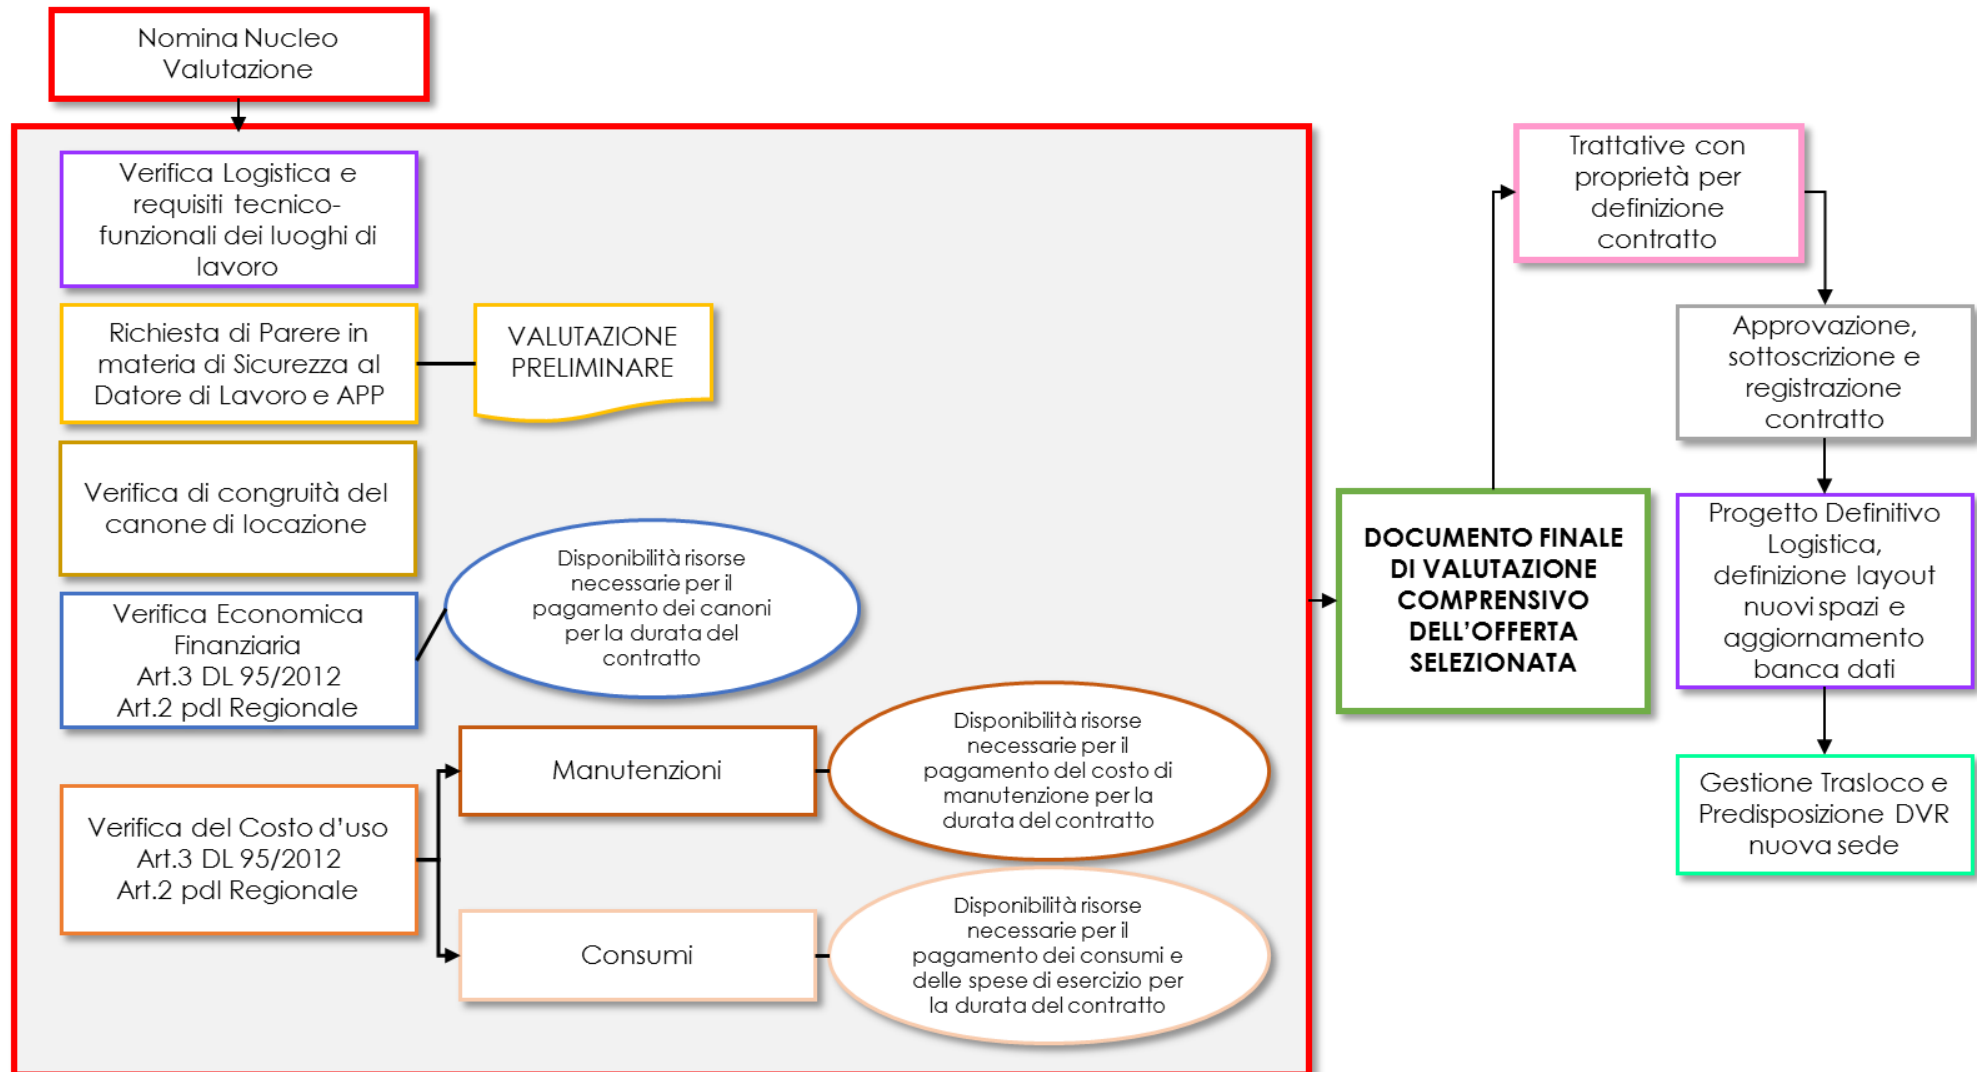 Nomina Nucleo
Valutazione
Verifica Logistica e
requisiti tecnico-
funzionali dei luoghi di
lavoro
Richiesta di Parere in
materia di Sicurezza al
Datore di Lavoro e APP
VALUTAZIONE
PRELIMINARE
Verifica di congruità del
canone di locazione
Verifica Economica
Finanziaria
Art.3 DL 95/2012
Art.2 pdl Regionale
Disponibilità risorse
necessarie per il
pagamento dei canoni
per la durata del
contratto
Verifica del Costo d'uso
Art.3 DL 95/2012
Art.2 pdl Regionale
Manutenzioni
Disponibilità risorse
necessarie per il
pagamento del costo di
manutenzione per la
durata del contratto
Consumi
Disponibilità risorse
necessarie per il
pagamento dei consumi e
delle spese di esercizio per
la durata del contratto
DOCUMENTO FINALE
DI VALUTAZIONE
COMPRENSIVO
DELL'OFFERTA
SELEZIONATA
Trattative con
proprietà per
definizione
contratto
Approvazione,
sottoscrizione e
registrazione
contratto
Progetto Definitivo
Logistica,
definizione layout
nuovi spazi e
aggiornamento
banca dati
Gestione Trasloco e
Predisposizione DVR
nuova sede